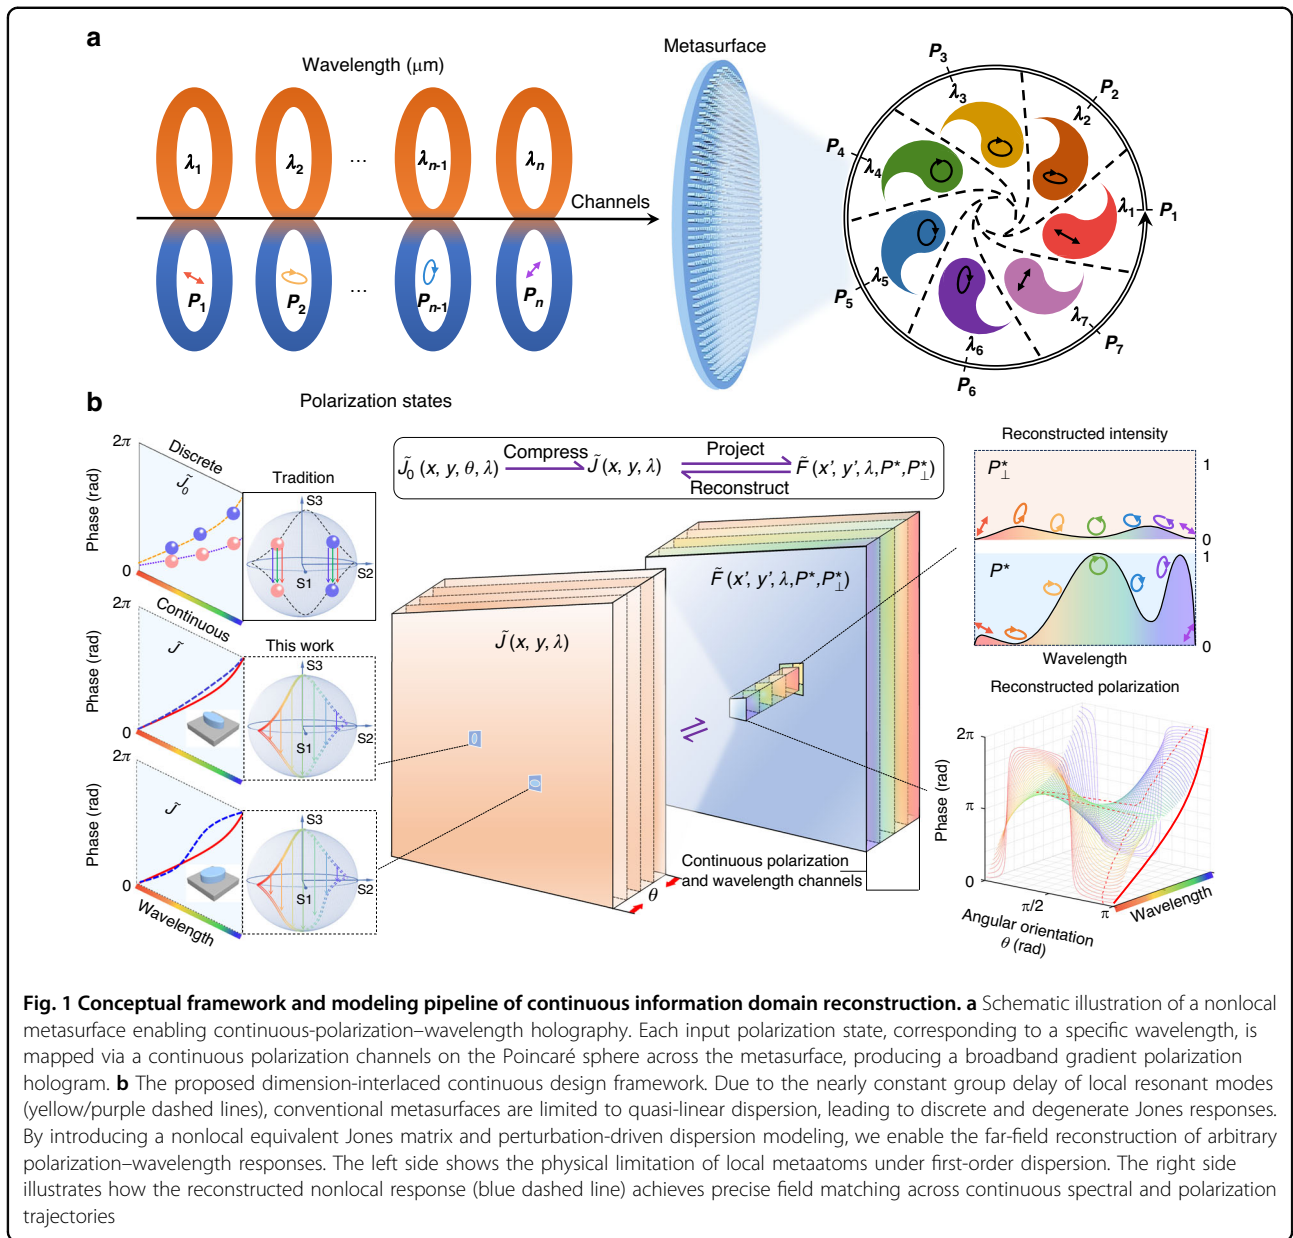 a
Wavelength (μm)
λ1
λ2
...
λn-1
λn
Channels
P1
P2
...
Pn-1
Pn
Polarization states
Metasurface
P1
P2
P3
P4
P5
P6
P7
λ1
λ2
λ3
λ4
λ5
λ6
λ7
b
2π
Phase (rad)
0
Discrete
J̃0
Tradition
S3
S2
S1
2π
Phase (rad)
0
Continuous
J̃
This work
S3
S2
S1
2π
Phase (rad)
0
J̃
Wavelength
S3
S2
S1
J̃0 (x, y, θ, λ)
Compress
J̃ (x, y, λ)
Project
Reconstruct
F̃ (x', y', λ, P*, P⊥*)
J̃ (x, y, λ)
F̃ (x', y', λ, P*, P⊥*)
θ
Continuous polarization
and wavelength channels
Reconstructed intensity
P⊥*
1
0
P*
1
0
Wavelength
Reconstructed polarization
2π
π
0
Phase (rad)
π/2
π
Angular orientation
θ (rad)
Wavelength
Fig. 1 Conceptual framework and modeling pipeline of continuous information domain reconstruction. a Schematic illustration of a nonlocal
metasurface enabling continuous-polarization–wavelength holography. Each input polarization state, corresponding to a specific wavelength, is
mapped via a continuous polarization channels on the Poincaré sphere across the metasurface, producing a broadband gradient polarization
hologram. b The proposed dimension-interlaced continuous design framework. Due to the nearly constant group delay of local resonant modes
(yellow/purple dashed lines), conventional metasurfaces are limited to quasi-linear dispersion, leading to discrete and degenerate Jones responses.
By introducing a nonlocal equivalent Jones matrix and perturbation-driven dispersion modeling, we enable the far-field reconstruction of arbitrary
polarization–wavelength responses. The left side shows the physical limitation of local metaatoms under first-order dispersion. The right side
illustrates how the reconstructed nonlocal response (blue dashed line) achieves precise field matching across continuous spectral and polarization
trajectories